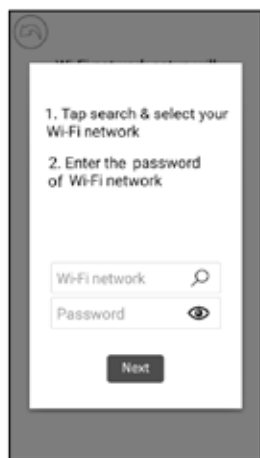 1. Tap search & select your
Wi-Fi network
2. Enter the password
of Wi-Fi network
Wi-Fi network
Password
Next